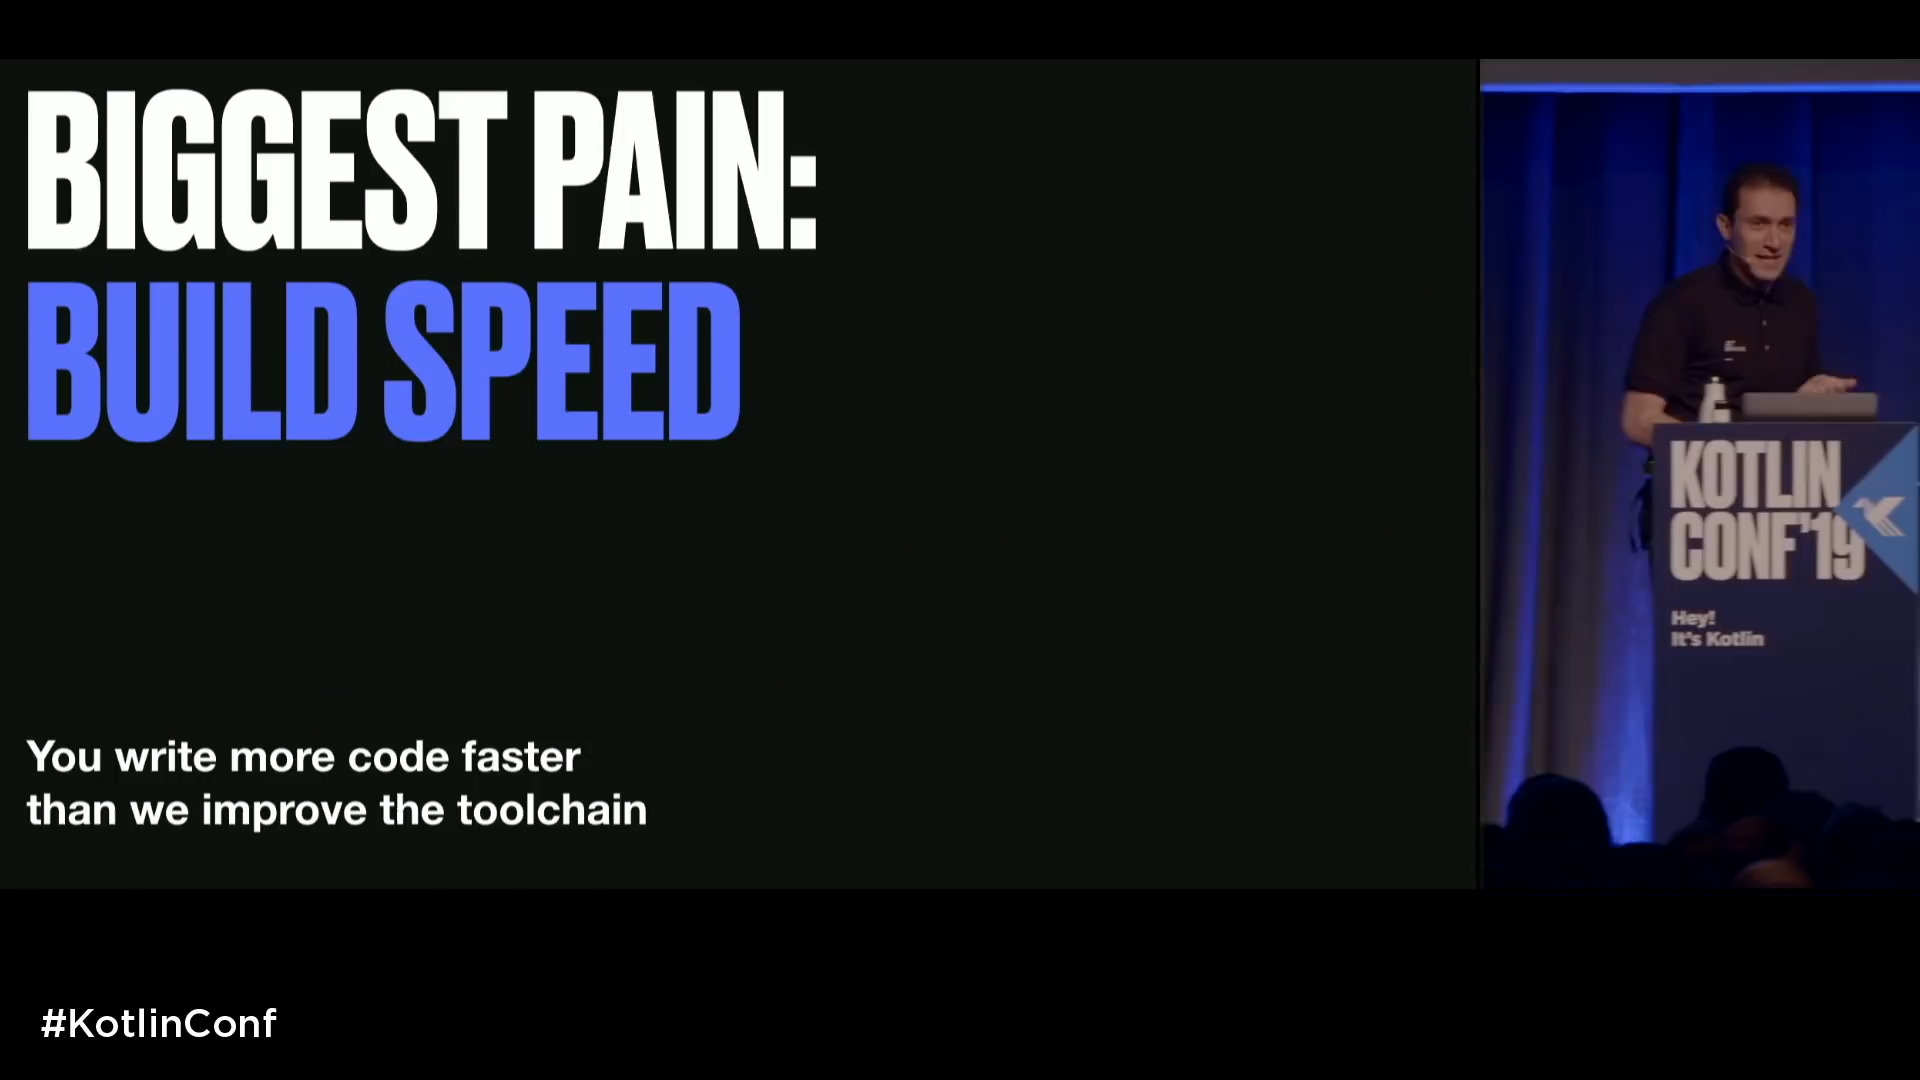 BIGGEST PAIN:
BUILD SPEED
You write more code faster
than we improve the toolchain
KOTLIN
CONF'19
Hey!
It's Kotlin
#KotlinConf